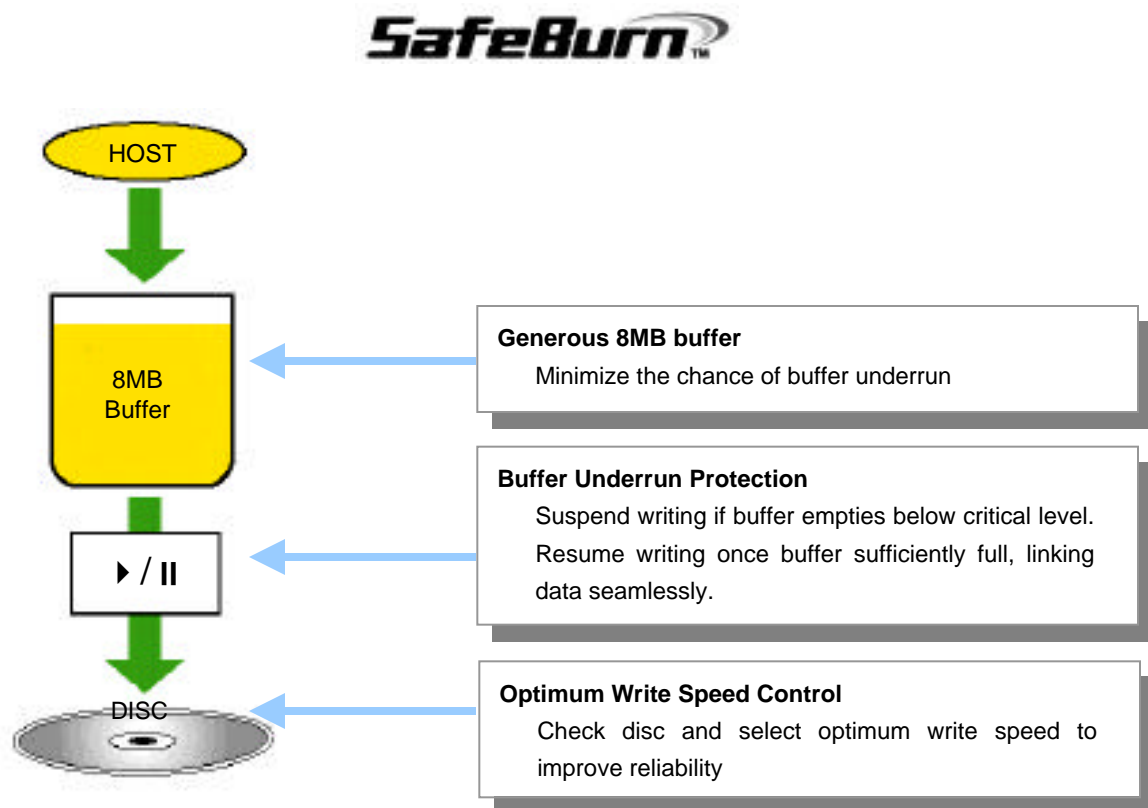 SafeBurn™
HOST
8MB
Buffer
Generous 8MB buffer
Minimize the chance of buffer underrun
Buffer Underrun Protection
Suspend writing if buffer empties below critical level.
Resume writing once buffer sufficiently full, linking
data seamlessly.
DISC
Optimum Write Speed Control
Check disc and select optimum write speed to
improve reliability